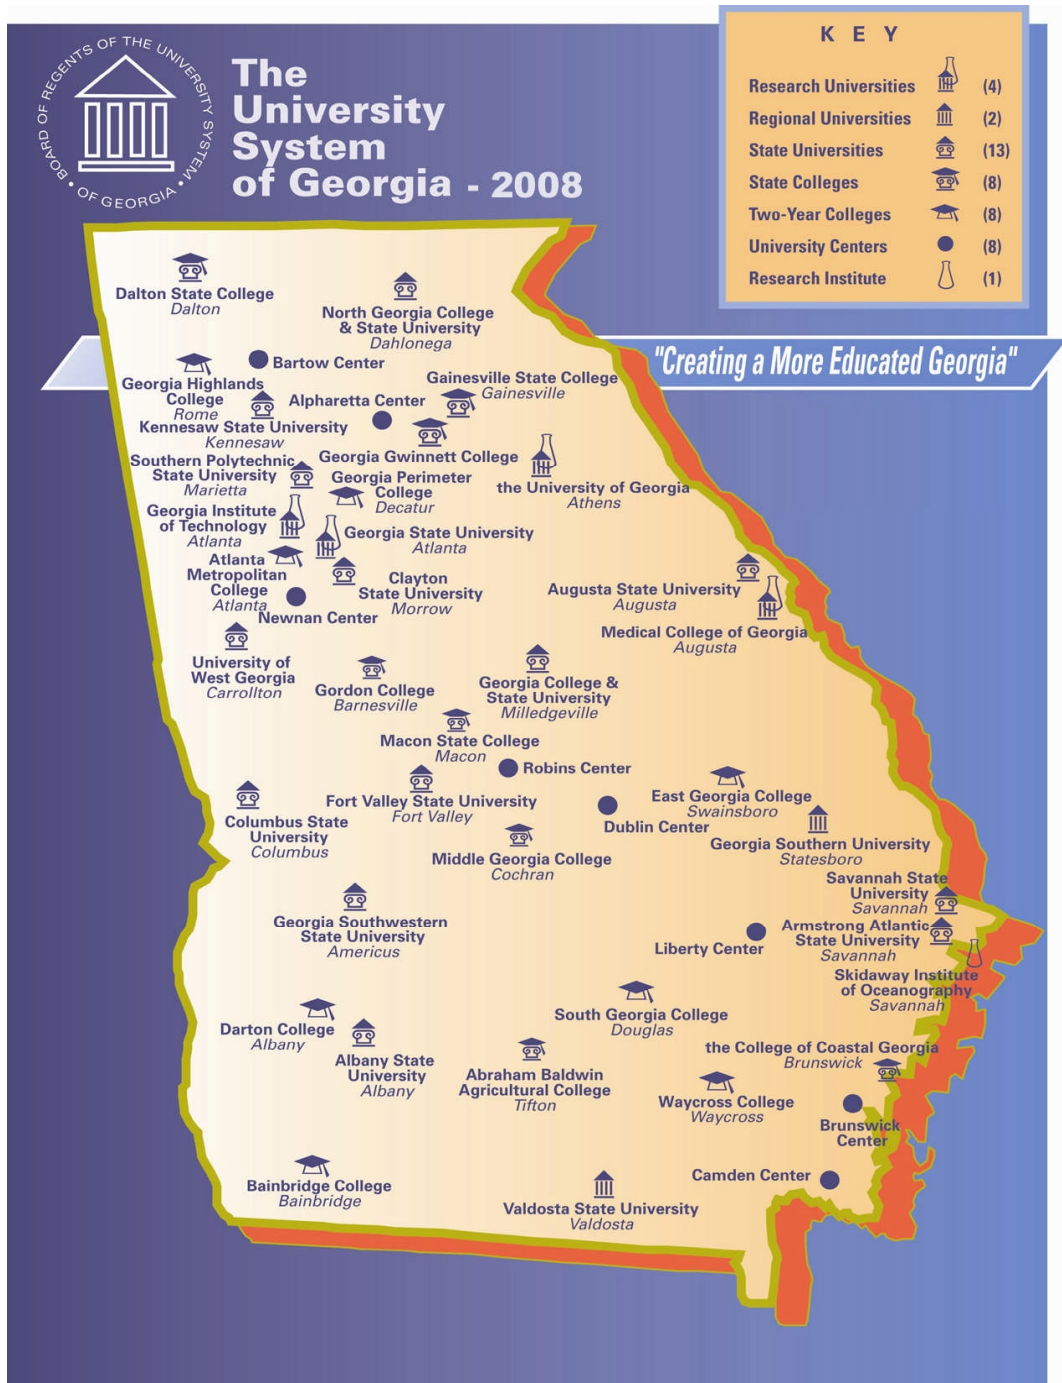 BOARD OF REGENTS OF THE UNIVERSITY SYSTEM
• OF GEORGIA •
The
University
System
of Georgia - 2008
K E Y
Research Universities (4)
Regional Universities (2)
State Universities (13)
State Colleges (8)
Two-Year Colleges (8)
University Centers (8)
Research Institute (1)
"Creating a More Educated Georgia"
Dalton State College
Dalton
North Georgia College
& State University
Dahlonega
Bartow Center
Georgia Highlands
College
Rome
Gainesville State College
Gainesville
Alpharetta Center
Kennesaw State University
Kennesaw
Georgia Gwinnett College
Southern Polytechnic
State University
Marietta
Georgia Perimeter
College
Decatur
the University of Georgia
Athens
Georgia Institute
of Technology
Atlanta
Georgia State University
Atlanta
Atlanta
Metropolitan
College
Atlanta
Clayton
State University
Morrow
Newnan Center
Augusta State University
Augusta
Medical College of Georgia
Augusta
University of
West Georgia
Carrollton
Gordon College
Barnesville
Georgia College &
State University
Milledgeville
Macon State College
Macon
Robins Center
Fort Valley State University
Fort Valley
East Georgia College
Swainsboro
Dublin Center
Columbus State
University
Columbus
Georgia Southern University
Statesboro
Middle Georgia College
Cochran
Savannah State
University
Savannah
Georgia Southwestern
State University
Americus
Armstrong Atlantic
State University
Savannah
Liberty Center
Skidaway Institute
of Oceanography
Savannah
South Georgia College
Douglas
Darton College
Albany
Albany State
University
Albany
the College of Coastal Georgia
Brunswick
Abraham Baldwin
Agricultural College
Tifton
Waycross College
Waycross
Brunswick
Center
Camden Center
Bainbridge College
Bainbridge
Valdosta State University
Valdosta